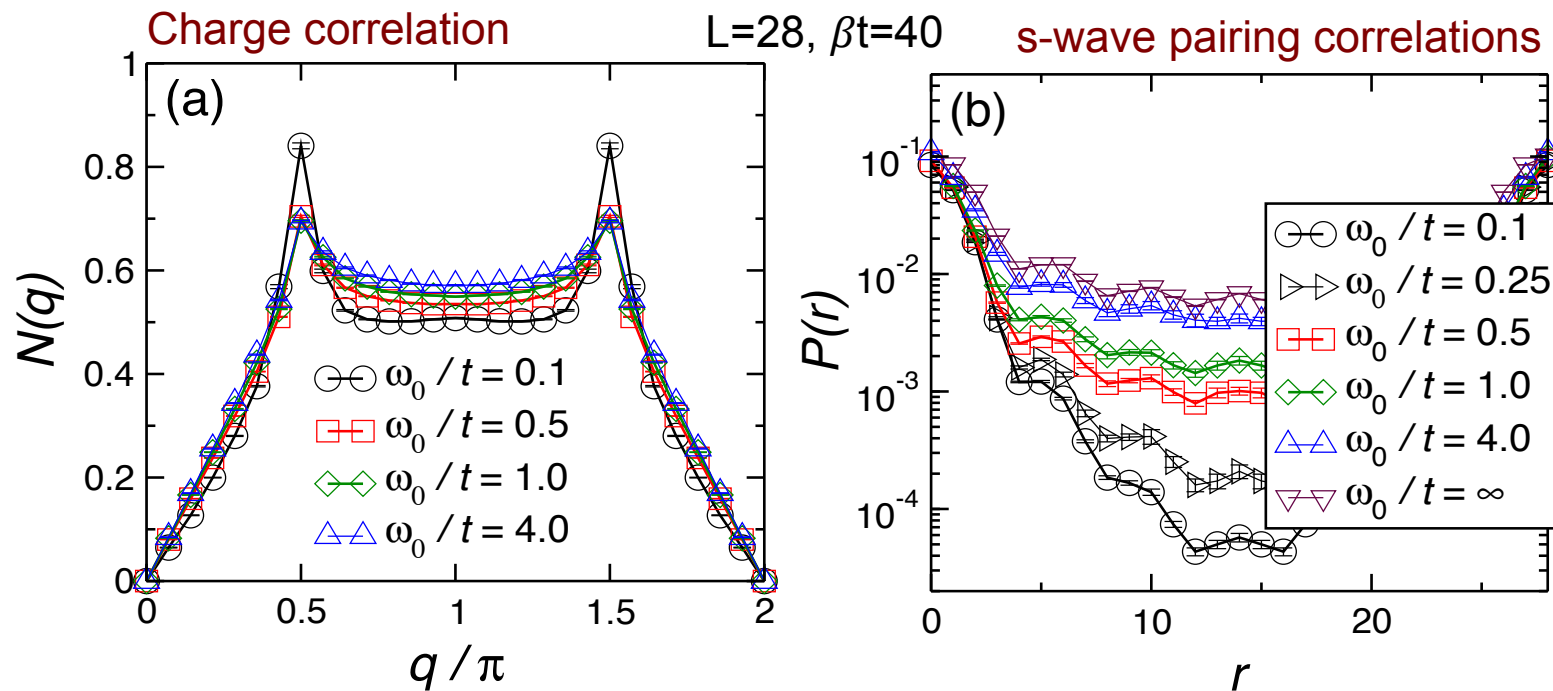 Charge correlation
L=28, βt=40
s-wave pairing correlations
(a)
N(q)
1
0.8
0.6
0.4
0.2
0
0
0.5
1
1.5
2
q / π
ω₀ / t = 0.1
ω₀ / t = 0.5
ω₀ / t = 1.0
ω₀ / t = 4.0
(b)
P(r)
10⁻¹
10⁻²
10⁻³
10⁻⁴
0
10
20
r
ω₀ / t = 0.1
ω₀ / t = 0.25
ω₀ / t = 0.5
ω₀ / t = 1.0
ω₀ / t = 4.0
ω₀ / t = ∞